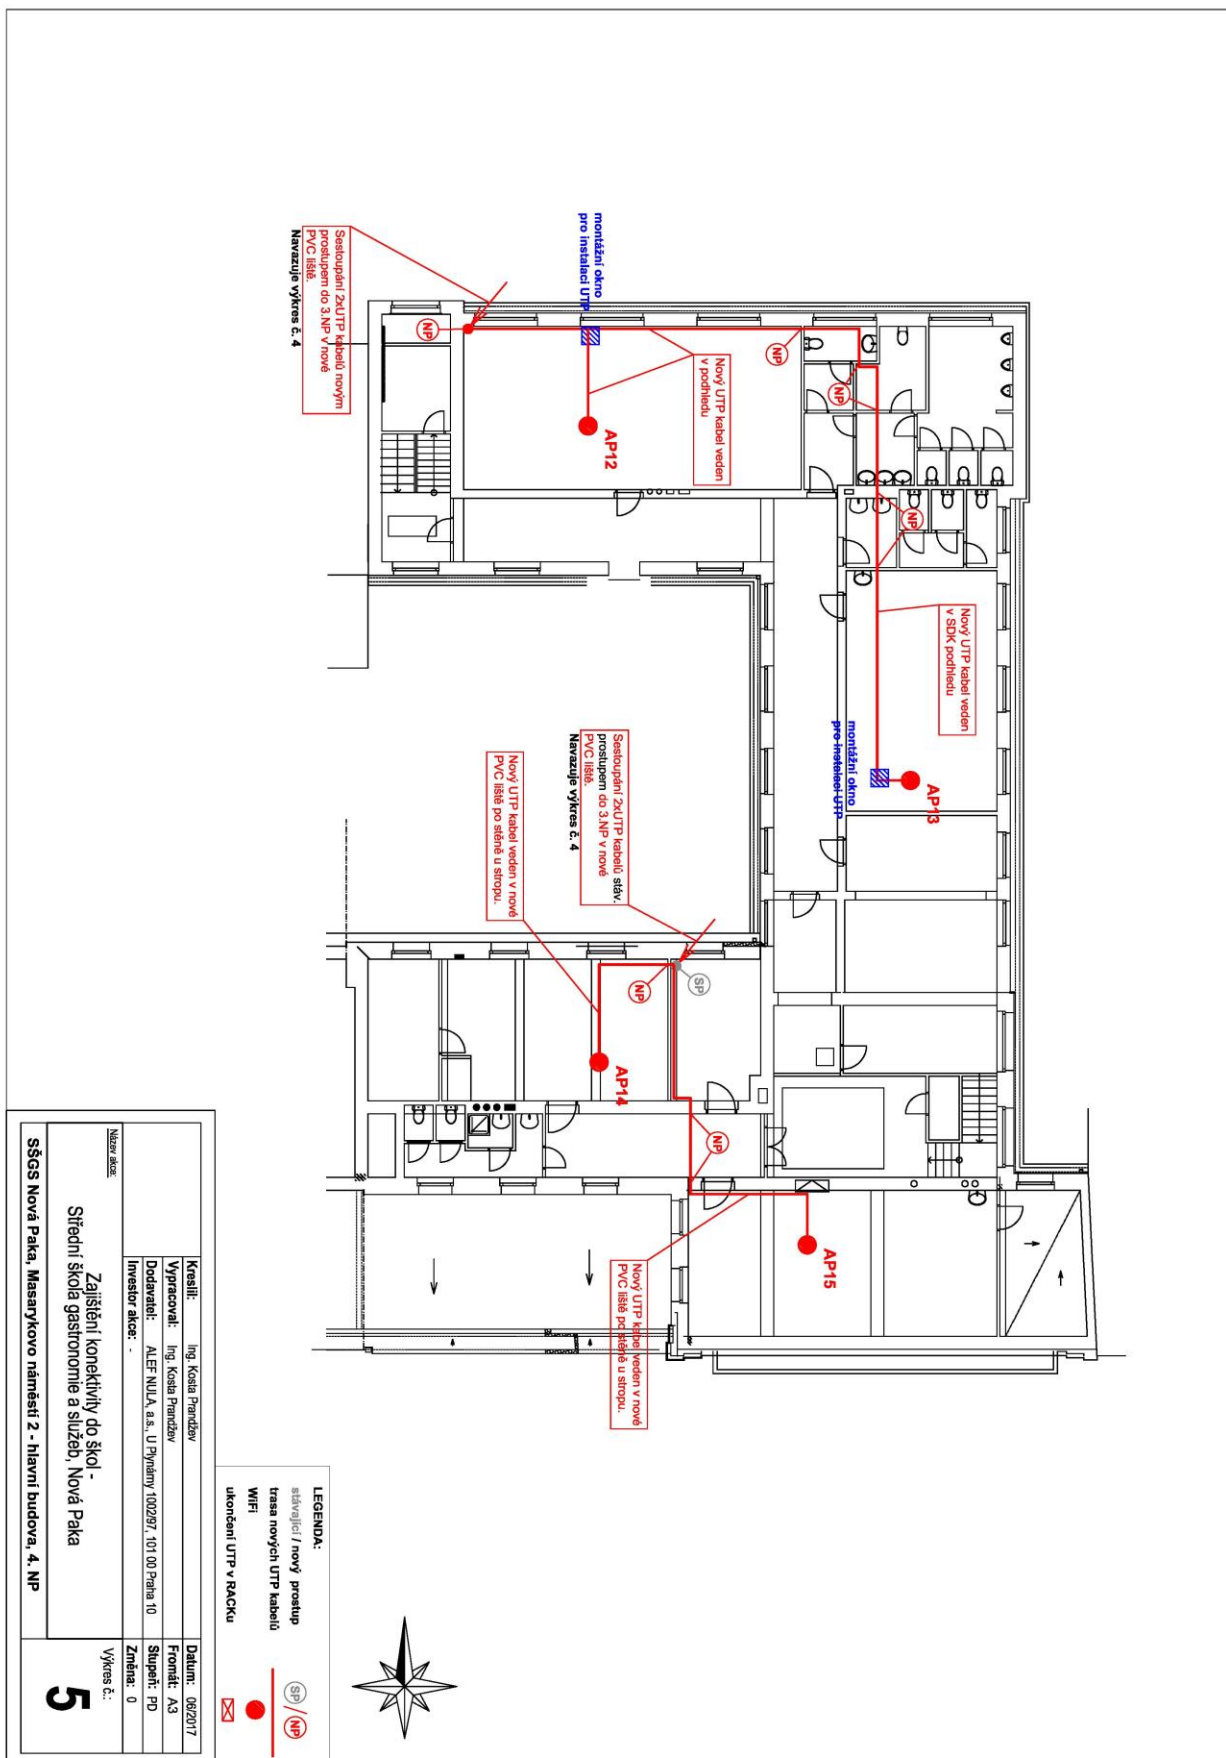 montážní okno
pro instalaci UTP
Sestoupání 2xUTP kabelů novým
prostupem do 3.NP v nové
PVC liště.
Navazuje výkres č. 4
NP
NP
Nový UTP kabel veden
v podhledu
AP12
NP
NP
Nový UTP kabel veden
v SDK podhledu
montážní okno
pro instalaci UTP
AP13
Sestoupání 2xUTP kabelů stáv.
prostupem do 3.NP v nové
PVC liště.
Navazuje výkres č. 4
Nový UTP kabel veden v nové
PVC liště po stěně u stropu.
SP
NP
AP14
NP
AP15
Nový UTP kabel veden v nové
PVC liště po stěně u stropu.
LEGENDA:
stávající / nový prostup
SP / NP
trasa nových UTP kabelů
WiFi
ukončení UTP v RACKu
Kreslil: Ing. Kosta Prandžev
Datum: 06/2017
Vypracoval: Ing. Kosta Prandžev
Fromát: A3
Dodavatel: ALEF NULA, a.s., U Plynárny 1002/97, 101 00 Praha 10
Stupeň: PD
Investor akce: -
Změna: 0
Název akce:
Zajištění konektivity do škol -
Střední škola gastronomie a služeb, Nová Paka
Výkres č.:
5
SŠGS Nová Paka, Masarykovo náměstí 2 - hlavní budova, 4. NP